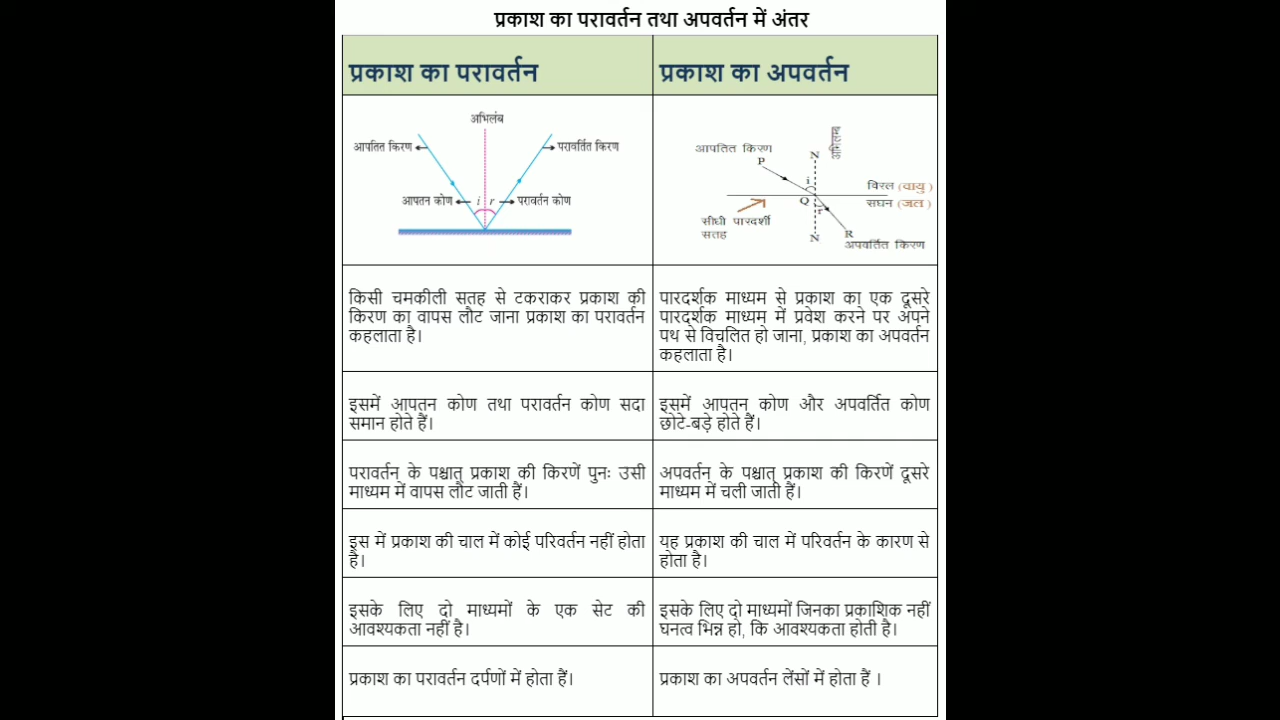 प्रकाश का परावर्तन तथा अपवर्तन में अंतर
प्रकाश का परावर्तन
प्रकाश का अपवर्तन
अभिलंब
आपतित किरण
परावर्तित किरण
आपतन कोण
i
r
परावर्तन कोण
आपतित किरण
P
N
अभिलम्ब
i
विरल (वायु)
Q
सघन (जल)
r
सीधी पारदर्शी
सतह
N
R
अपवर्तित किरण
किसी चमकीली सतह से टकराकर प्रकाश की
किरण का वापस लौट जाना प्रकाश का परावर्तन
कहलाता है।
पारदर्शक माध्यम से प्रकाश का एक दूसरे
पारदर्शक माध्यम में प्रवेश करने पर अपने
पथ से विचलित हो जाना, प्रकाश का अपवर्तन
कहलाता है।
इसमें आपतन कोण तथा परावर्तन कोण सदा
समान होते हैं।
इसमें आपतन कोण और अपवर्तित कोण
छोटे-बड़े होते हैं।
परावर्तन के पश्चात् प्रकाश की किरणें पुनः उसी
माध्यम में वापस लौट जाती हैं।
अपवर्तन के पश्चात् प्रकाश की किरणें दूसरे
माध्यम में चली जाती हैं।
इस में प्रकाश की चाल में कोई परिवर्तन नहीं होता
है।
यह प्रकाश की चाल में परिवर्तन के कारण से
होता है।
इसके लिए दो माध्यमों के एक सेट की
आवश्यकता नहीं है।
इसके लिए दो माध्यमों जिनका प्रकाशिक नहीं
घनत्व भिन्न हो, कि आवश्यकता होती है।
प्रकाश का परावर्तन दर्पणों में होता हैं।
प्रकाश का अपवर्तन लेंसों में होता हैं ।